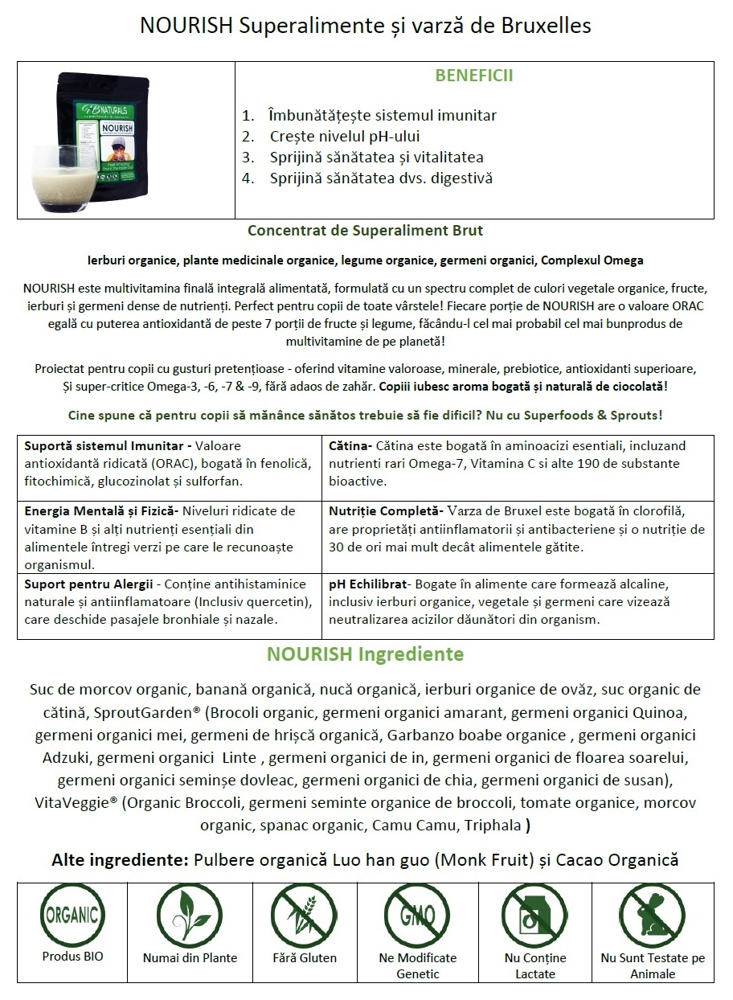 NOURISH Superalimente și varză de Bruxelles
GBNATURALS
NOURISH
BENEFICII
1. Îmbunătățește sistemul imunitar
2. Crește nivelul pH-ului
3. Sprijină sănătatea și vitalitatea
4. Sprijină sănătatea dvs. digestivă
Concentrat de Superaliment Brut
Ierburi organice, plante medicinale organice, legume organice, germeni organici, Complexul Omega
NOURISH este multivitamina finală integrală alimentată, formulată cu un spectru complet de culori vegetale organice, fructe,
ierburi și germeni dense de nutrienți. Perfect pentru copii de toate vârstele! Fiecare porție de NOURISH are o valoare ORAC
egală cu puterea antioxidantă de peste 7 porții de fructe și legume, făcându-l cel mai probabil cel mai bunprodus de
multivitamine de pe planetă!
Proiectat pentru copii cu gusturi pretențioase - oferind vitamine valoroase, minerale, prebiotice, antioxidanti superioare,
Și super-critice Omega-3, -6, -7 & -9, fără adaos de zahăr. Copiii iubesc aroma bogată și naturală de ciocolată!
Cine spune că pentru copii să mănânce sănătos trebuie să fie dificil? Nu cu Superfoods & Sprouts!
Suportă sistemul Imunitar - Valoare
antioxidantă ridicată (ORAC), bogată în fenolică,
fitochimică, glucozinolat și sulforfan.
Cătina- Cătina este bogată în aminoacizi esentiali, incluzand
nutrienti rari Omega-7, Vitamina C si alte 190 de substante
bioactive.
Energia Mentală și Fizică- Niveluri ridicate de
vitamine B și alți nutrienți esențiali din
alimentele întregi verzi pe care le recunoaște
organismul.
Nutriție Completă- Varza de Bruxel este bogată în clorofilă,
are proprietăți antiinflamatorii și antibacteriene și o nutriție de
30 de ori mai mult decât alimentele gătite.
Suport pentru Alergii - Conține antihistaminice
naturale și antiinflamatoare (Inclusiv quercetin),
care deschide pasajele bronhiale și nazale.
pH Echilibrat- Bogate în alimente care formează alcaline,
inclusiv ierburi organice, vegetale și germeni care vizează
neutralizarea acizilor dăunători din organism.
NOURISH Ingrediente
Suc de morcov organic, banană organică, nucă organică, ierburi organice de ovăz, suc organic de
cătină, SproutGarden® (Brocoli organic, germeni organici amarant, germeni organici Quinoa,
germeni organici mei, germeni de hrișcă organică, Garbanzo boabe organice , germeni organici
Adzuki, germeni organici Linte , germeni organici de in, germeni organici de floarea soarelui,
germeni organici seminșe dovleac, germeni organici de chia, germeni organici de susan),
VitaVeggie® (Organic Broccoli, germeni seminte organice de broccoli, tomate organice, morcov
organic, spanac organic, Camu Camu, Triphala )
Alte ingrediente: Pulbere organică Luo han guo (Monk Fruit) și Cacao Organică
ORGANIC
GMO
Produs BIO
Numai din Plante
Fără Gluten
Ne Modificate
Genetic
Nu Conține
Lactate
Nu Sunt Testate pe
Animale